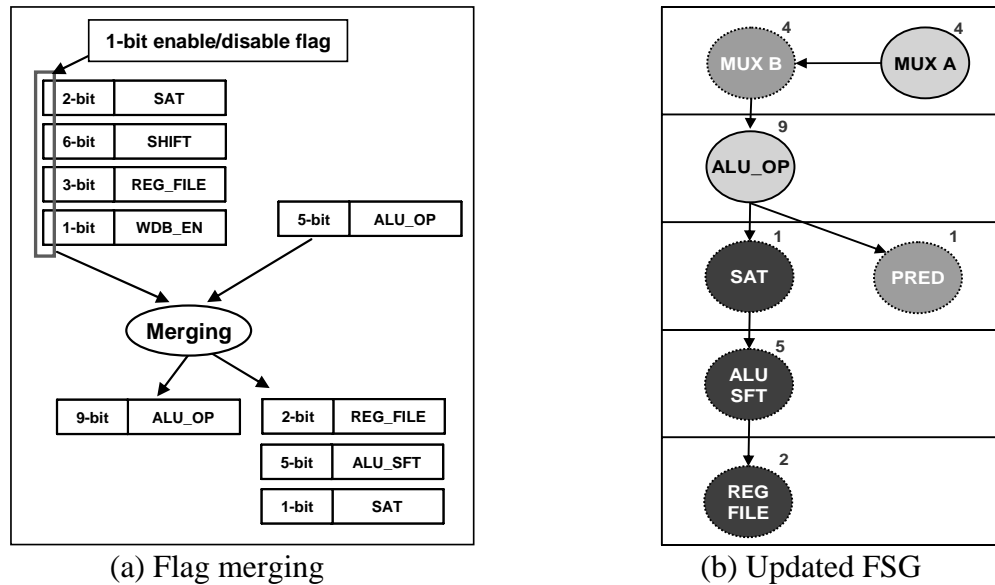 1-bit enable/disable flag
2-bit SAT
6-bit SHIFT
3-bit REG_FILE
1-bit WDB_EN
5-bit ALU_OP
Merging
9-bit ALU_OP
2-bit REG_FILE
5-bit ALU_SFT
1-bit SAT
(a) Flag merging
4
MUX B
4
MUX A
9
ALU_OP
1
SAT
1
PRED
5
ALU
SFT
2
REG
FILE
(b) Updated FSG